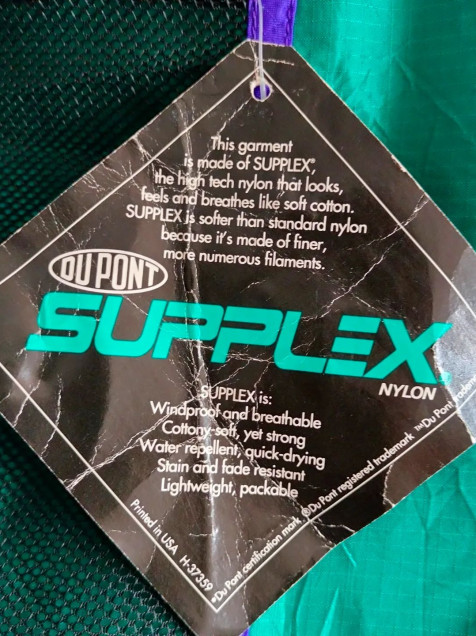 This garment
is made of SUPPLEX®,
the high tech nylon that looks,
feels and breathes like soft cotton.
SUPPLEX is softer than standard nylon
because it's made of finer,
more numerous filaments.
DU PONT
SUPPLEX
NYLON
SUPPLEX is:
Windproof and breathable
Cottony-soft, yet strong
Water repellent, quick-drying
Stain and fade resistant
Lightweight, packable
Printed in USA H-37359
*Du Pont certification mark ®Du Pont registered trademark ™Du Pont